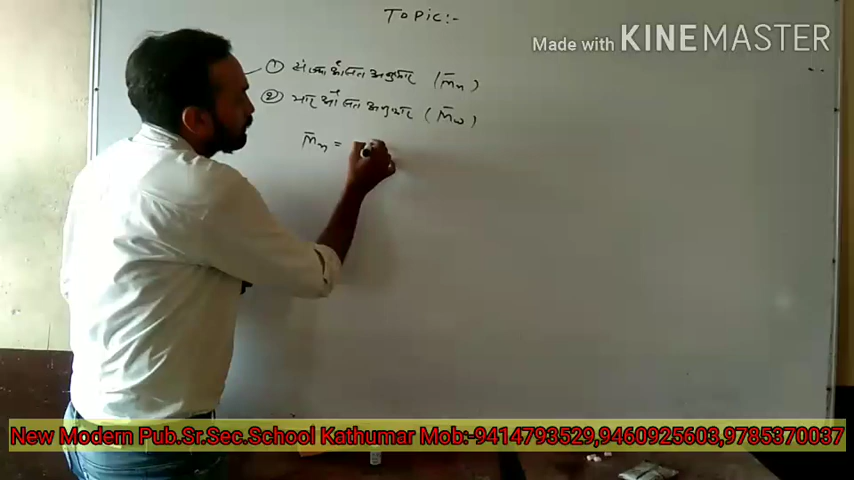 Topic:-
Made with KINEMASTER
① संख्या औसत अणुभार (M̄n)
② भार औसत अणुभार (M̄w)
M̄n =
New Modern Pub.Sr.Sec.School Kathumar Mob:-9414793529,9460925603,9785370037